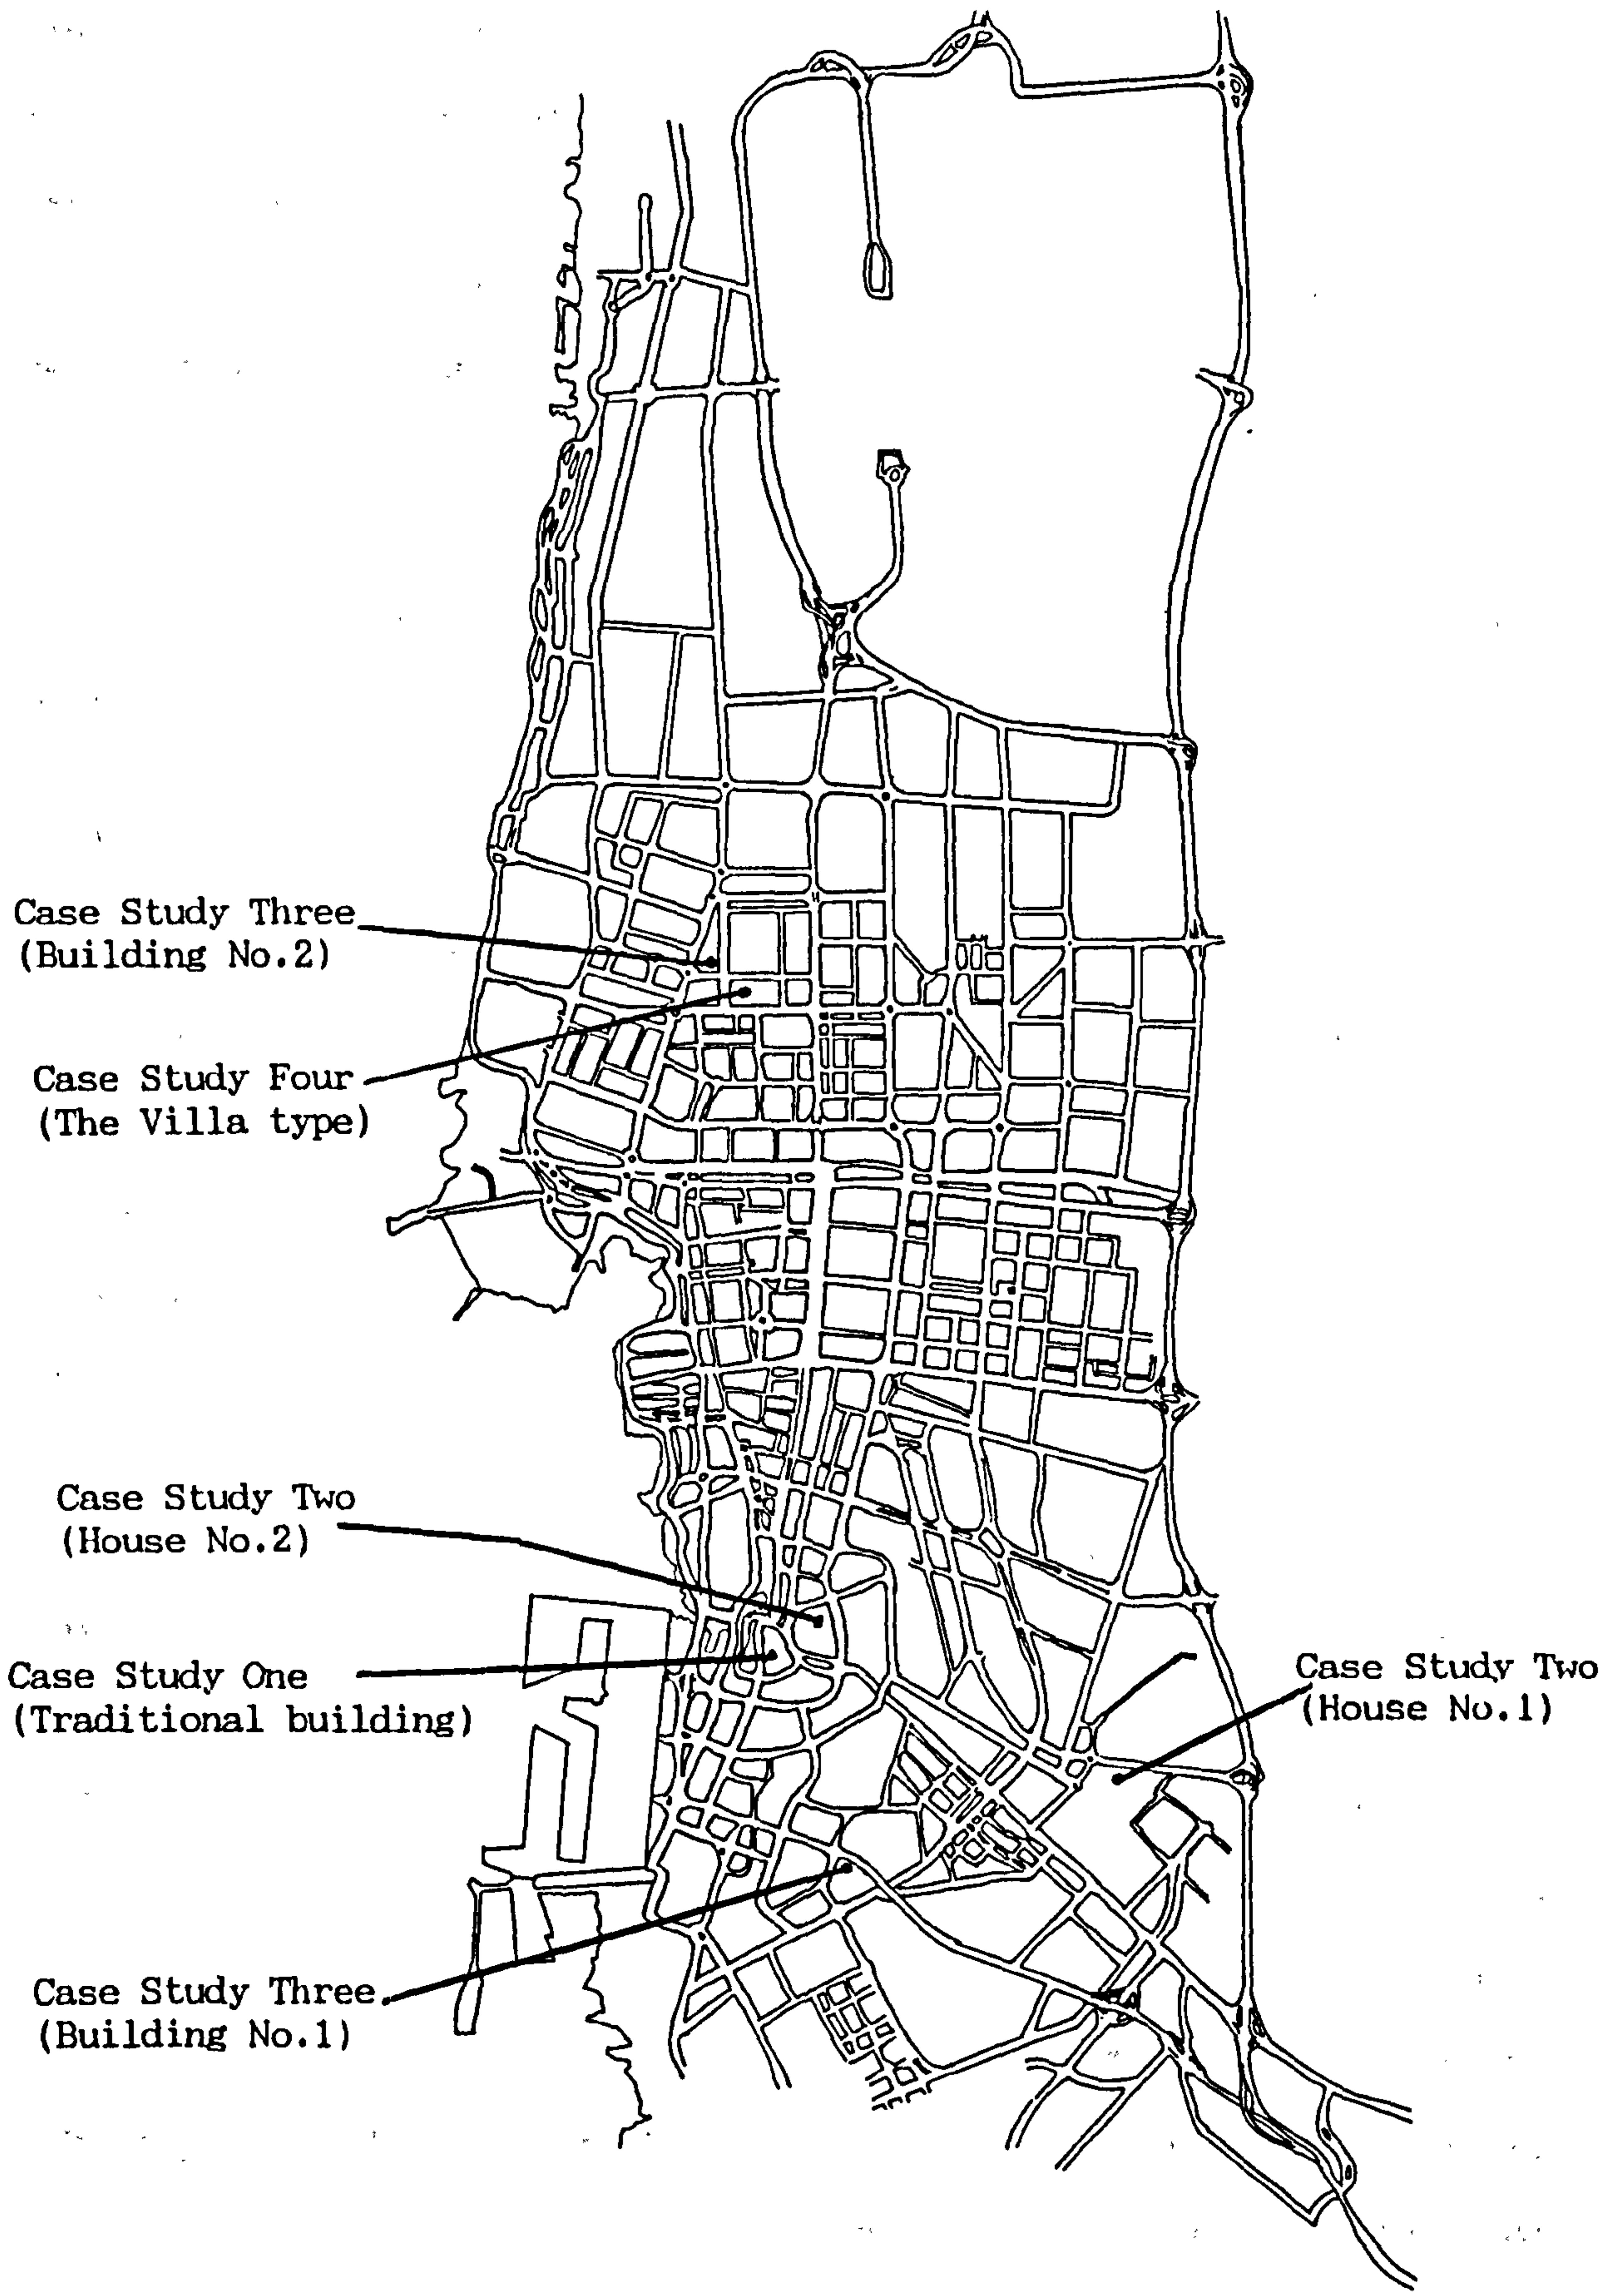 Case Study Three
(Building No.2)
Case Study Four
(The Villa type)
Case Study Two
(House No.2)
Case Study One
(Traditional building)
Case Study Two
(House No.1)
Case Study Three
(Building No.1)